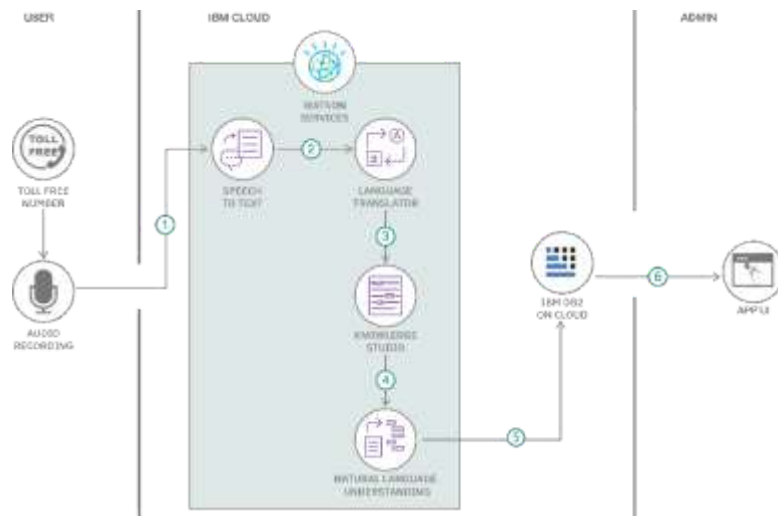 USER
IBM CLOUD
ADMIN
WATSON
SERVICES
TOLL
FREE
TOLL FREE
NUMBER
1
SPEECH
TO TEXT
2
A
LANGUAGE
TRANSLATOR
3
AUDIO
RECORDING
KNOWLEDGE
STUDIO
4
NATURAL LANGUAGE
UNDERSTANDING
5
IBM DB2
ON CLOUD
6
APP UI